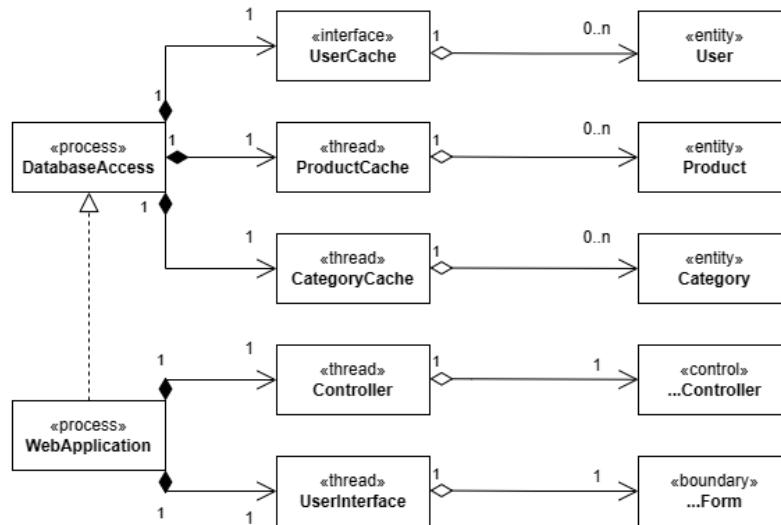 1
«interface»
UserCache
1
0..n
«entity»
User
«process»
DatabaseAccess
1
1
1
1
«thread»
ProductCache
1
0..n
«entity»
Product
1
«thread»
CategoryCache
1
0..n
«entity»
Category
«process»
WebApplication
1
1
«thread»
Controller
1
1
«control»
...Controller
1
1
«thread»
UserInterface
1
1
«boundary»
...Form